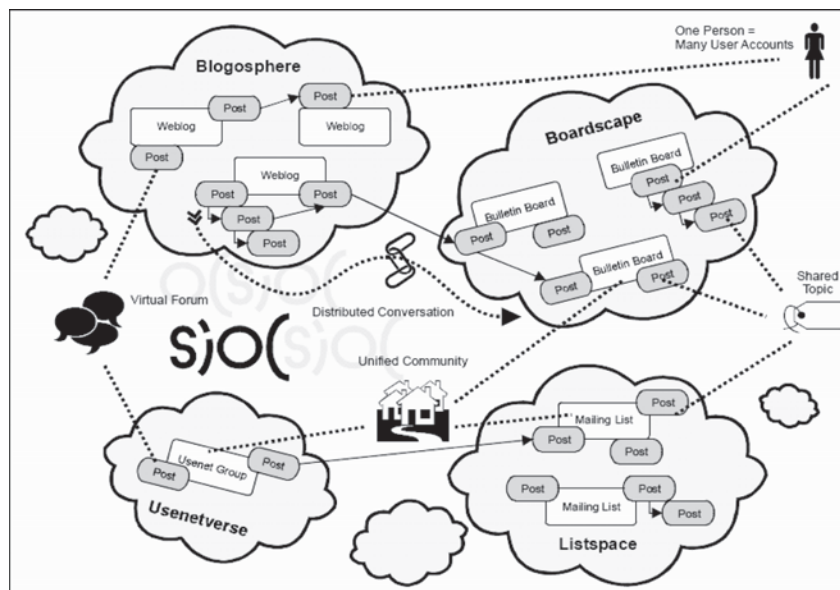 One Person =
Many User Accounts
Blogosphere
Post
Post
Weblog
Weblog
Post
Weblog
Post
Post
Post
Post
Boardscape
Bulletin Board
Post
Post
Post
Bulletin Board
Post
Post
Bulletin Board
Post
Post
Shared
Topic
Virtual Forum
Distributed Conversation
sioc
sioc
sioc
Unified Community
Usenet Group
Post
Post
Usenetverse
Post
Mailing List
Post
Post
Post
Post
Mailing List
Post
Listspace